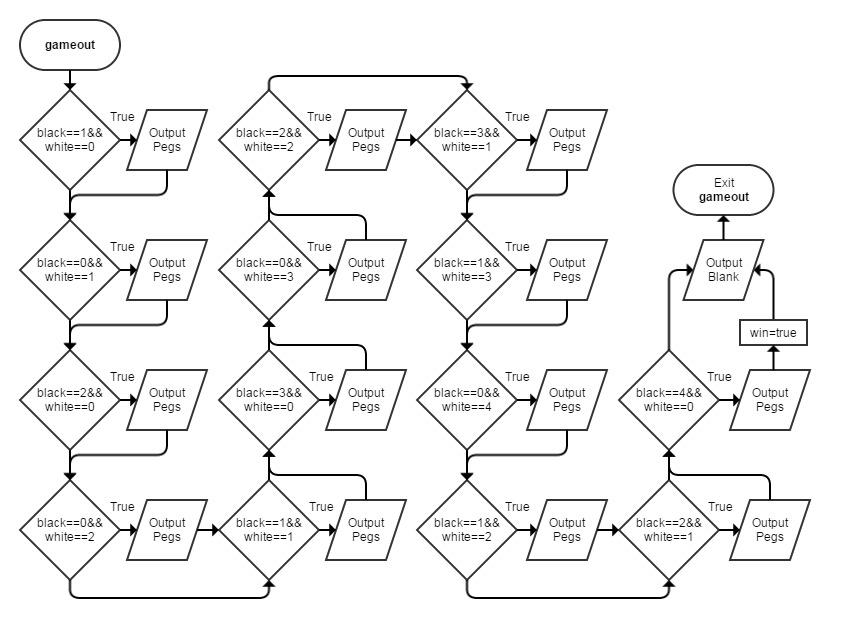 gameout
True
black==1&&
white==0
Output
Pegs
True
black==0&&
white==1
Output
Pegs
True
black==2&&
white==0
Output
Pegs
True
black==0&&
white==2
Output
Pegs
True
black==1&&
white==1
Output
Pegs
True
black==3&&
white==0
Output
Pegs
True
black==0&&
white==3
Output
Pegs
True
black==2&&
white==2
Output
Pegs
True
black==3&&
white==1
Output
Pegs
True
black==1&&
white==3
Output
Pegs
True
black==0&&
white==4
Output
Pegs
True
black==1&&
white==2
Output
Pegs
True
black==2&&
white==1
Output
Pegs
True
black==4&&
white==0
Output
Pegs
win=true
Output
Blank
Exit
gameout